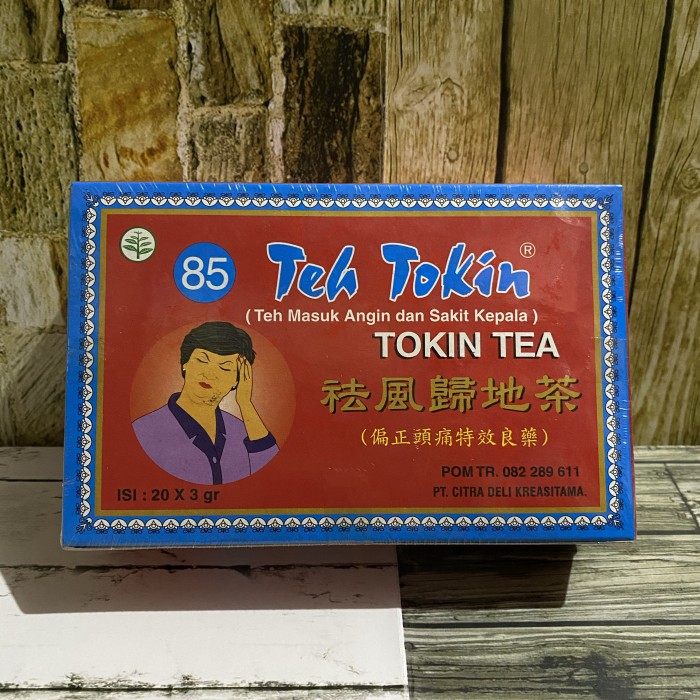 85 Teh Tokin ®
( Teh Masuk Angin dan Sakit Kepala )
TOKIN TEA
祛風歸地茶
（偏正頭痛特效良藥）
POM TR. 082 289 611
PT. CITRA DELI KREASITAMA.
ISI : 20 X 3 gr